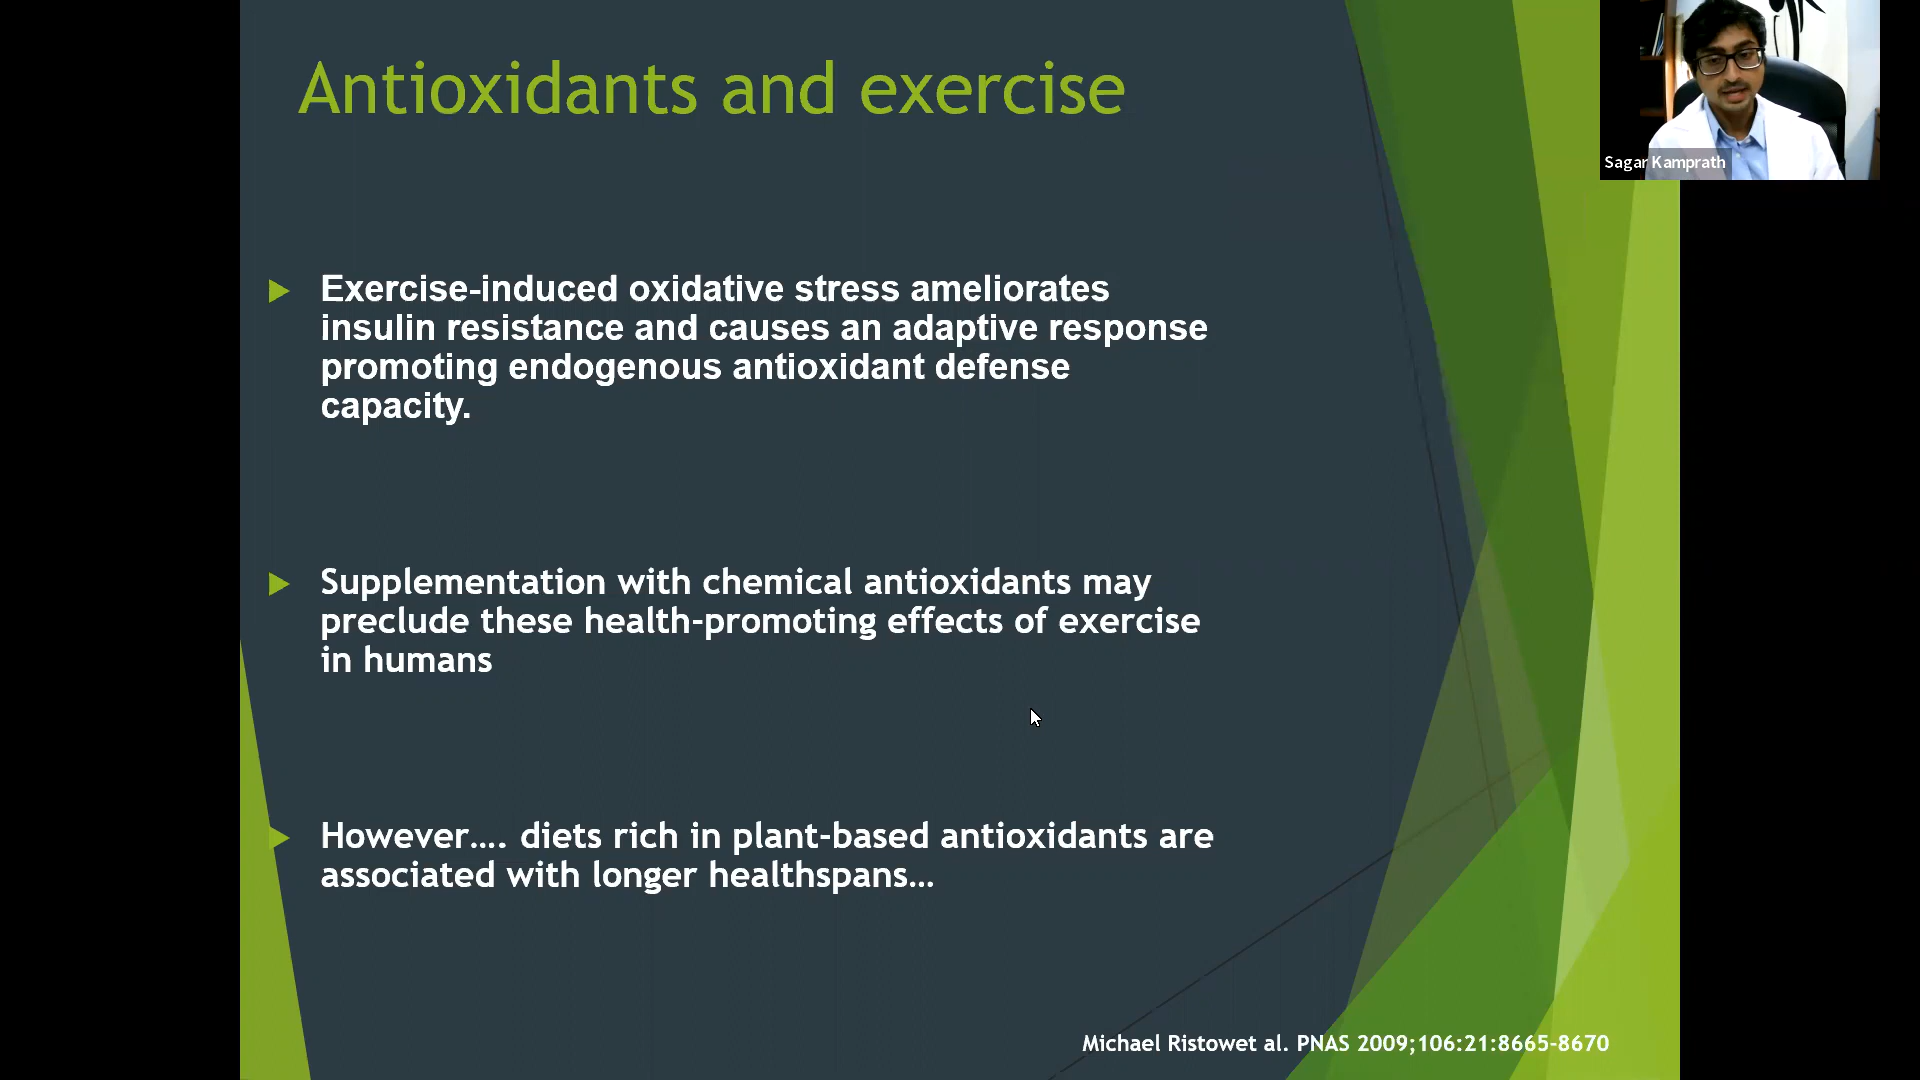 Antioxidants and exercise
Sagar Kamprath
Exercise-induced oxidative stress ameliorates
insulin resistance and causes an adaptive response
promoting endogenous antioxidant defense
capacity.
Supplementation with chemical antioxidants may
preclude these health-promoting effects of exercise
in humans
However.... diets rich in plant-based antioxidants are
associated with longer healthspans...
Michael Ristowet al. PNAS 2009;106:21:8665-8670